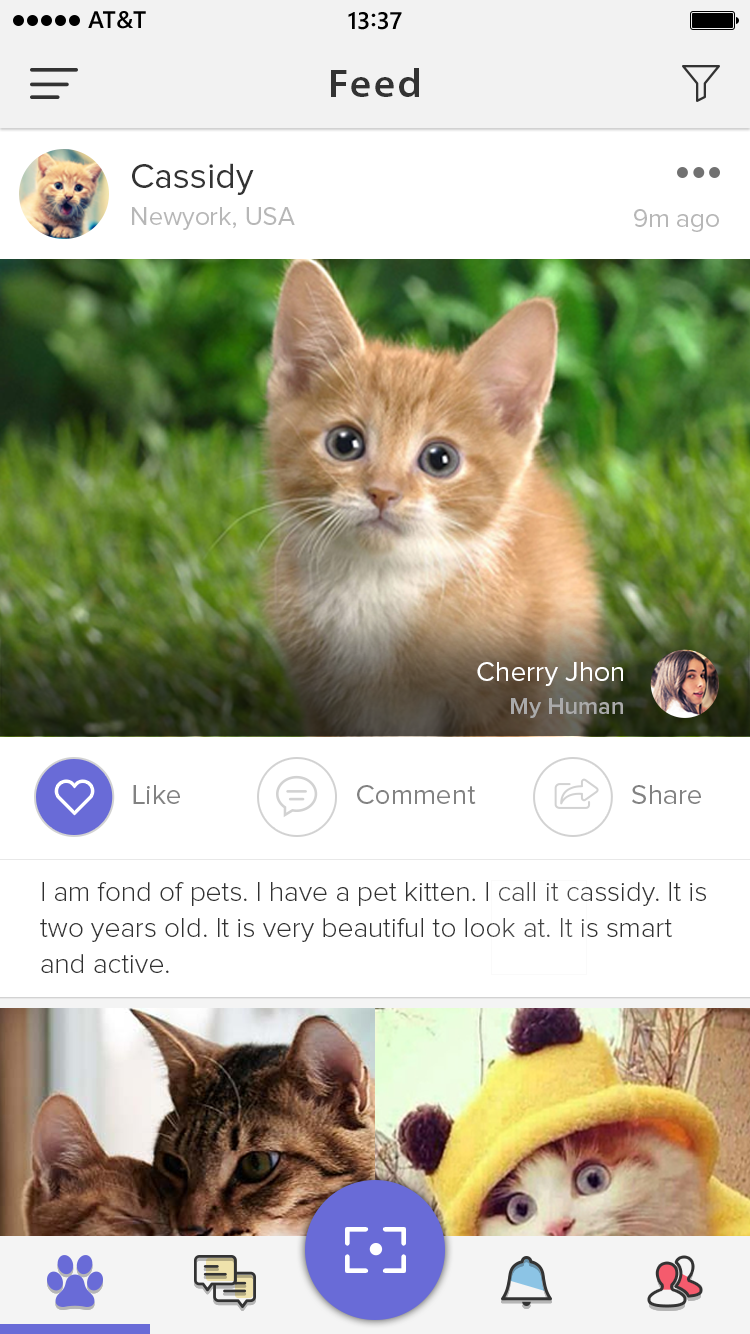 AT&T 13:37
Feed
Cassidy
Newyork, USA 9m ago
Cherry Jhon
My Human
Like Comment Share
I am fond of pets. I have a pet kitten. I call it cassidy. It is
two years old. It is very beautiful to look at. It is smart
and active.